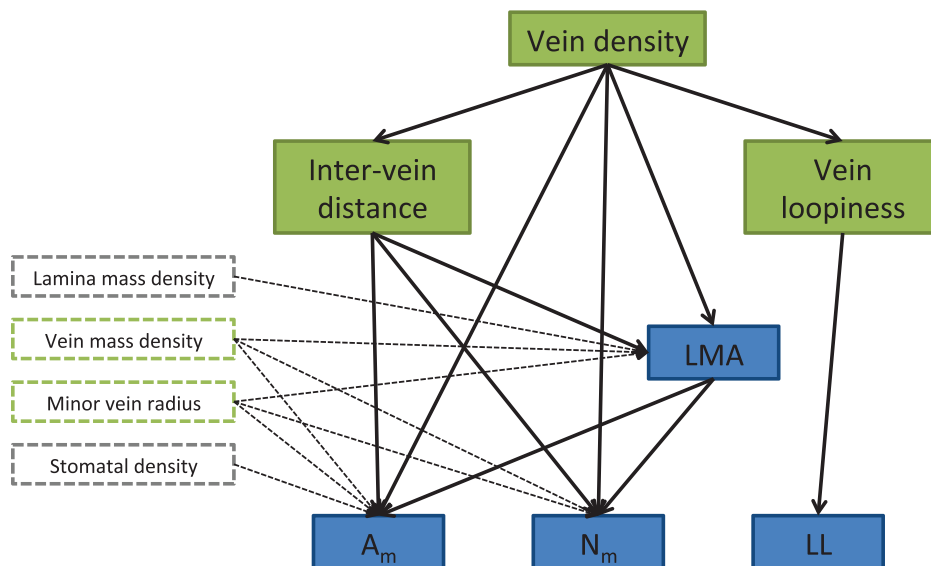 Vein density
Inter-vein
distance
Vein
loopiness
Lamina mass density
Vein mass density
LMA
Minor vein radius
Stomatal density
Aₘ
Nₘ
LL